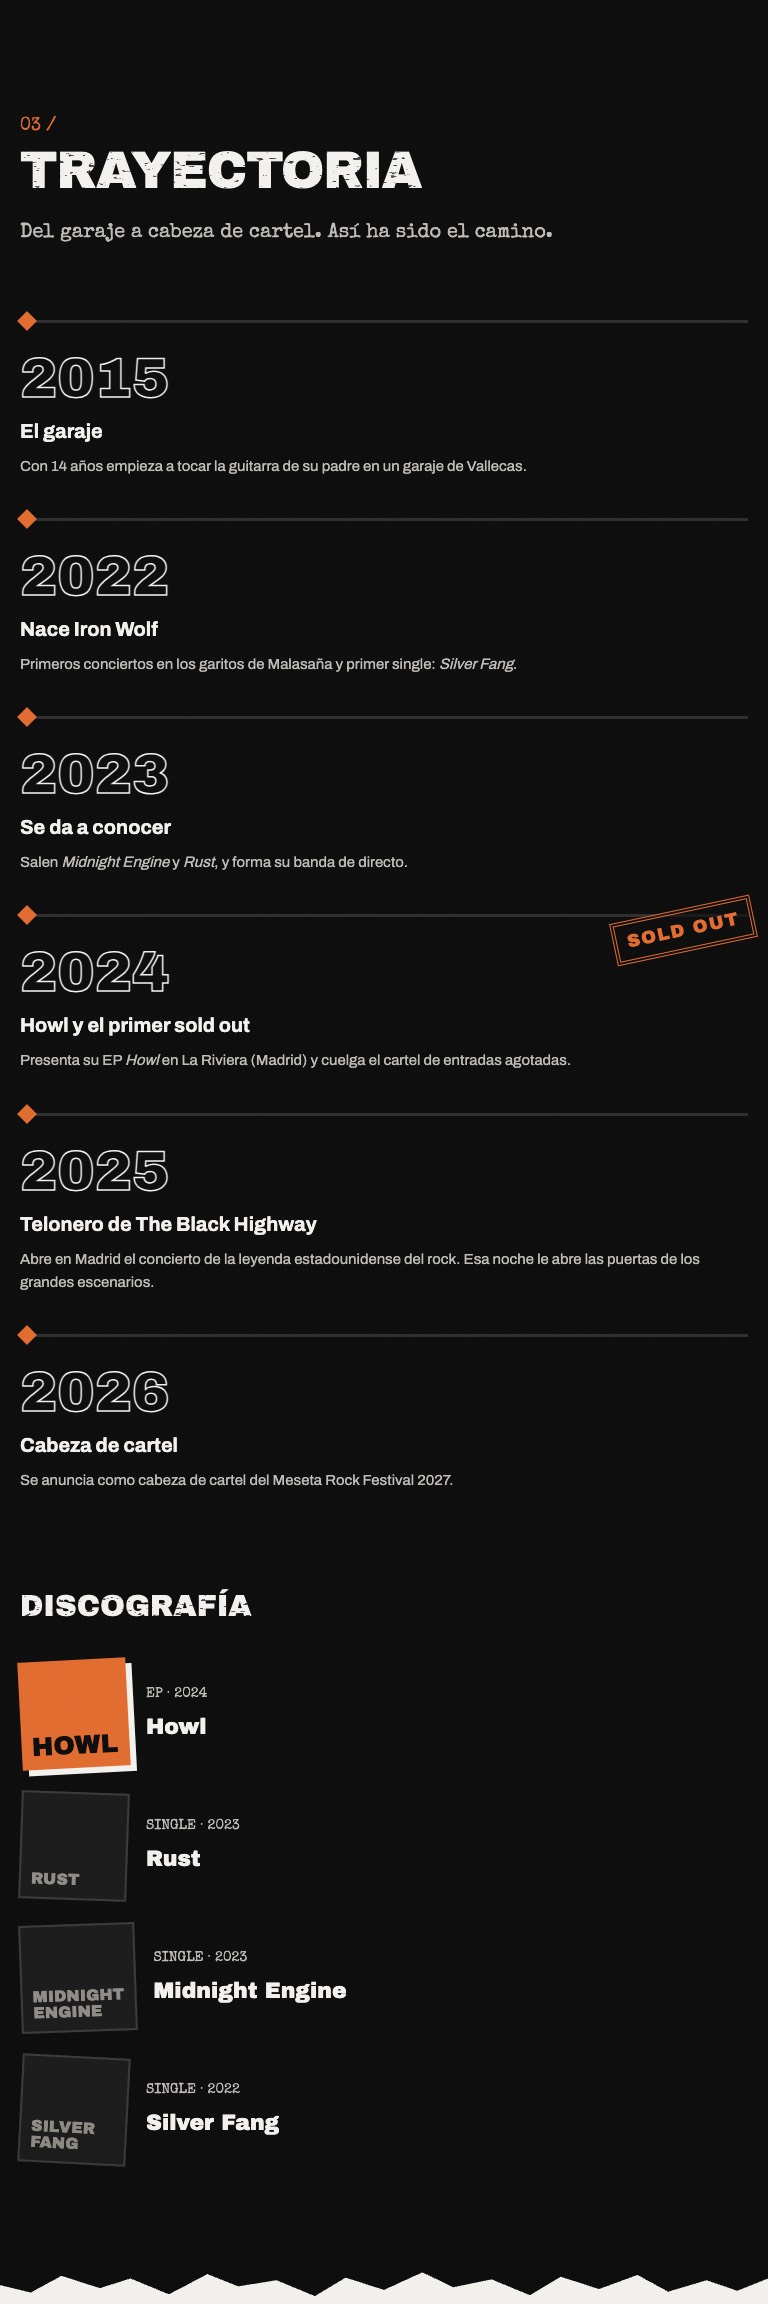 03 /
TRAYECTORIA
Del garaje a cabeza de cartel. Así ha sido el camino.
2015
El garaje
Con 14 años empieza a tocar la guitarra de su padre en un garaje de Vallecas.
2022
Nace Iron Wolf
Primeros conciertos en los garitos de Malasaña y primer single: Silver Fang.
2023
Se da a conocer
Salen Midnight Engine y Rust, y forma su banda de directo.
SOLD OUT
2024
Howl y el primer sold out
Presenta su EP Howl en La Riviera (Madrid) y cuelga el cartel de entradas agotadas.
2025
Telonero de The Black Highway
Abre en Madrid el concierto de la leyenda estadounidense del rock. Esa noche le abre las puertas de los
grandes escenarios.
2026
Cabeza de cartel
Se anuncia como cabeza de cartel del Meseta Rock Festival 2027.
DISCOGRAFÍA
HOWL
EP · 2024
Howl
RUST
SINGLE · 2023
Rust
MIDNIGHT
ENGINE
SINGLE · 2023
Midnight Engine
SILVER
FANG
SINGLE · 2022
Silver Fang